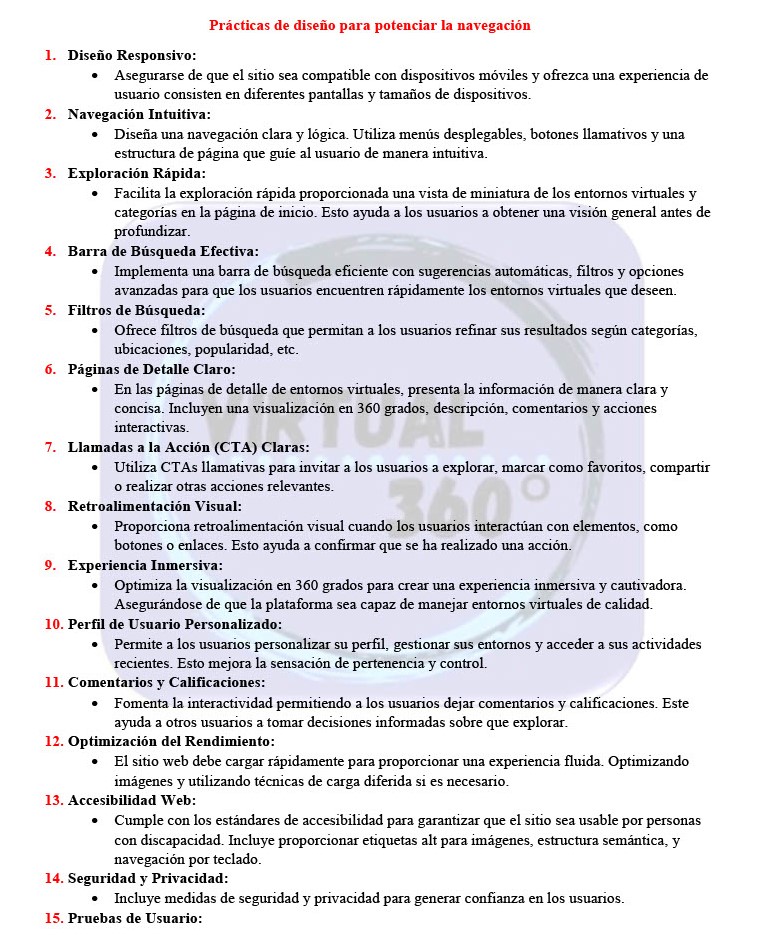 Prácticas de diseño para potenciar la navegación
1. Diseño Responsivo:
• Asegurarse de que el sitio sea compatible con dispositivos móviles y ofrezca una experiencia de
usuario consisten en diferentes pantallas y tamaños de dispositivos.
2. Navegación Intuitiva:
• Diseña una navegación clara y lógica. Utiliza menús desplegables, botones llamativos y una
estructura de página que guíe al usuario de manera intuitiva.
3. Exploración Rápida:
• Facilita la exploración rápida proporcionada una vista de miniatura de los entornos virtuales y
categorías en la página de inicio. Esto ayuda a los usuarios a obtener una visión general antes de
profundizar.
4. Barra de Búsqueda Efectiva:
• Implementa una barra de búsqueda eficiente con sugerencias automáticas, filtros y opciones
avanzadas para que los usuarios encuentren rápidamente los entornos virtuales que deseen.
5. Filtros de Búsqueda:
• Ofrece filtros de búsqueda que permitan a los usuarios refinar sus resultados según categorías,
ubicaciones, popularidad, etc.
6. Páginas de Detalle Claro:
• En las páginas de detalle de entornos virtuales, presenta la información de manera clara y
concisa. Incluyen una visualización en 360 grados, descripción, comentarios y acciones
interactivas.
VIRTUAL
7. Llamadas a la Acción (CTA) Claras:
• Utiliza CTAs llamativas para invitar a los usuarios a explorar, marcar como favoritos, compartir
o realizar otras acciones relevantes.
360°
8. Retroalimentación Visual:
• Proporciona retroalimentación visual cuando los usuarios interactúan con elementos, como
botones o enlaces. Esto ayuda a confirmar que se ha realizado una acción.
9. Experiencia Inmersiva:
• Optimiza la visualización en 360 grados para crear una experiencia inmersiva y cautivadora.
Asegurándose de que la plataforma sea capaz de manejar entornos virtuales de calidad.
10. Perfil de Usuario Personalizado:
• Permite a los usuarios personalizar su perfil, gestionar sus entornos y acceder a sus actividades
recientes. Esto mejora la sensación de pertenencia y control.
11. Comentarios y Calificaciones:
• Fomenta la interactividad permitiendo a los usuarios dejar comentarios y calificaciones. Este
ayuda a otros usuarios a tomar decisiones informadas sobre que explorar.
12. Optimización del Rendimiento:
• El sitio web debe cargar rápidamente para proporcionar una experiencia fluida. Optimizando
imágenes y utilizando técnicas de carga diferida si es necesario.
13. Accesibilidad Web:
• Cumple con los estándares de accesibilidad para garantizar que el sitio sea usable por personas
con discapacidad. Incluye proporcionar etiquetas alt para imágenes, estructura semántica, y
navegación por teclado.
14. Seguridad y Privacidad:
• Incluye medidas de seguridad y privacidad para generar confianza en los usuarios.
15. Pruebas de Usuario: